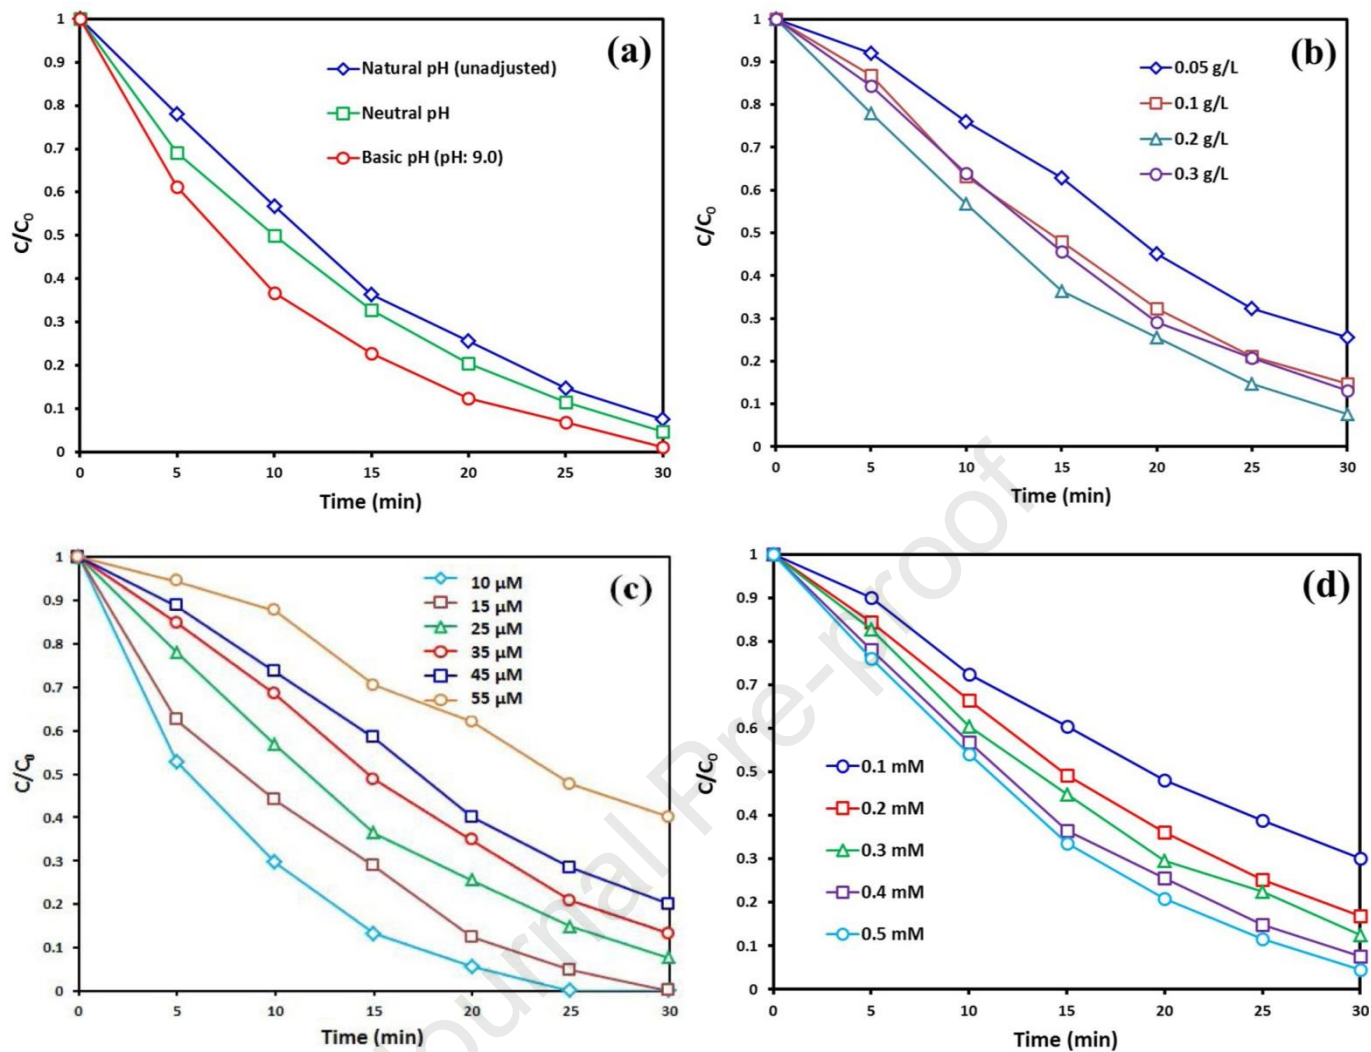 (a)
Natural pH (unadjusted)
Neutral pH
Basic pH (pH: 9.0)
C/C0
1
0.9
0.8
0.7
0.6
0.5
0.4
0.3
0.2
0.1
0
0 5 10 15 20 25 30
Time (min)
(b)
0.05 g/L
0.1 g/L
0.2 g/L
0.3 g/L
C/C0
1
0.9
0.8
0.7
0.6
0.5
0.4
0.3
0.2
0.1
0
0 5 10 15 20 25 30
Time (min)
(c)
10 µM
15 µM
25 µM
35 µM
45 µM
55 µM
C/C0
1
0.9
0.8
0.7
0.6
0.5
0.4
0.3
0.2
0.1
0
0 5 10 15 20 25 30
Time (min)
(d)
0.1 mM
0.2 mM
0.3 mM
0.4 mM
0.5 mM
C/C0
1
0.9
0.8
0.7
0.6
0.5
0.4
0.3
0.2
0.1
0
0 5 10 15 20 25 30
Time (min)
Journal Pre-proof